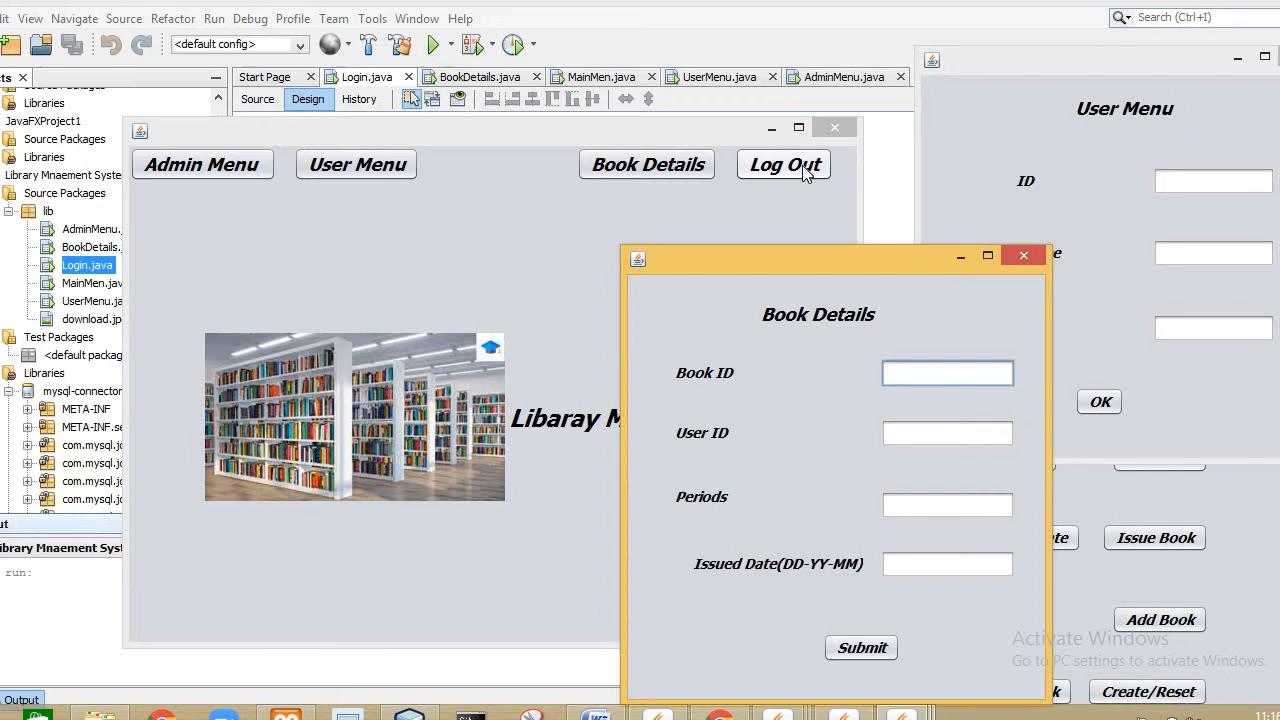 View Navigate Source Refactor Run Debug Profile Team Tools Window Help
Search (Ctrl+I)
<default config>
Start Page Login.java BookDetails.java MainMen.java UserMenu.java AdminMenu.java
Source Design History
Libraries
JavaFXProject1
Source Packages
Libraries
Library Mnaement Syste
Source Packages
lib
AdminMenu.
BookDetails.
Login.java
MainMen.jav
UserMenu.ja
download.jp
Test Packages
<default packag
Libraries
mysql-connector
META-INF
META-INF.se
com.mysql.jo
com.mysql.jo
com.mysql.jo
com.mysql.jo
ibrary Mnaement Syst
run:
Output
Admin Menu User Menu Book Details Log Out
Libaray M
User Menu
ID
e
OK
Book Details
Book ID
User ID
Periods
Issued Date(DD-YY-MM)
Submit
te Issue Book
Add Book
k Create/Reset
Activate Windows
Go to PC settings to activate Windows.